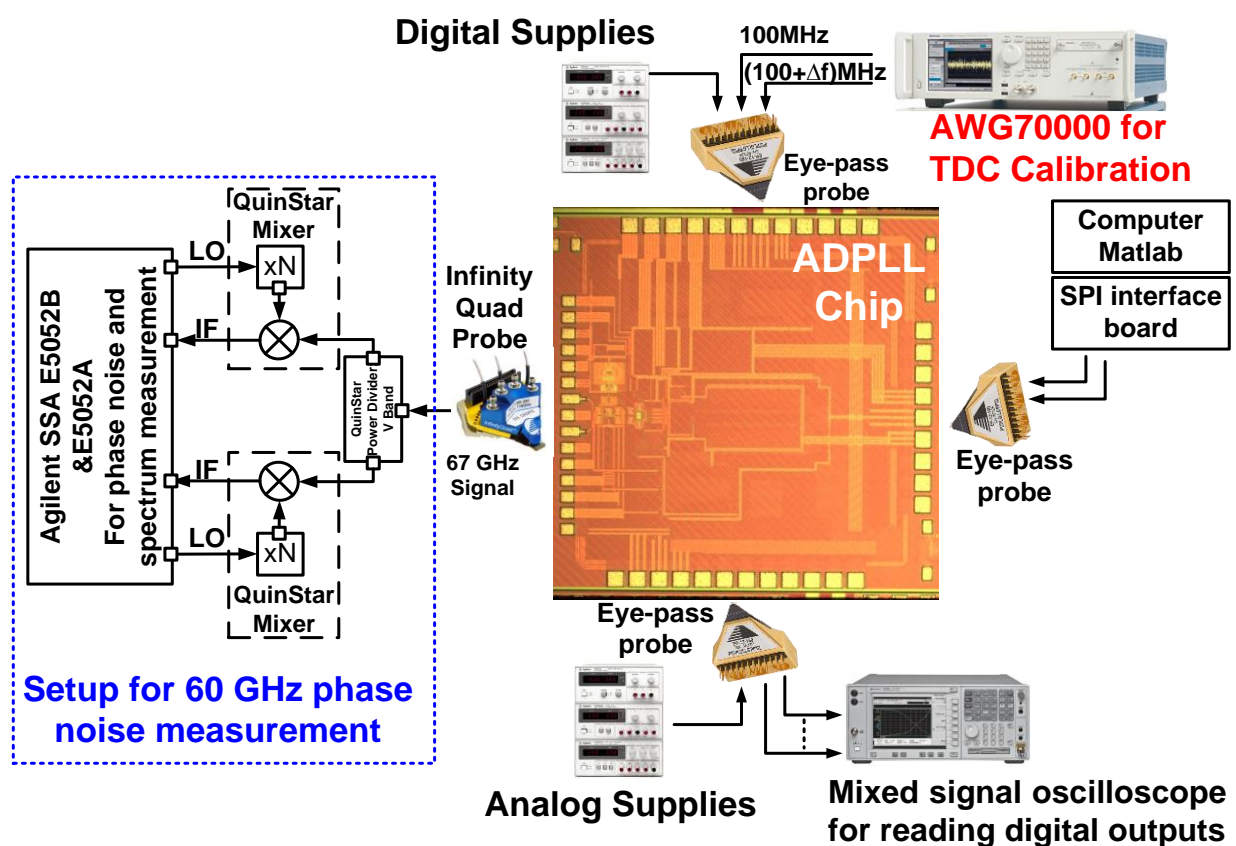 Digital Supplies
100MHz
(100+Δf)MHz
AWG70000 for
TDC Calibration
Eye-pass
probe
QuinStar
Mixer
LO
xN
IF
Agilent SSA E5052B
&E5052A
For phase noise and
spectrum measurement
IF
LO
xN
QuinStar
Mixer
QuinStar
Power Divider
V Band
Infinity
Quad
Probe
67 GHz
Signal
ADPLL
Chip
Computer
Matlab
SPI interface
board
Eye-pass
probe
Eye-pass
probe
Setup for 60 GHz phase
noise measurement
Analog Supplies
Mixed signal oscilloscope
for reading digital outputs